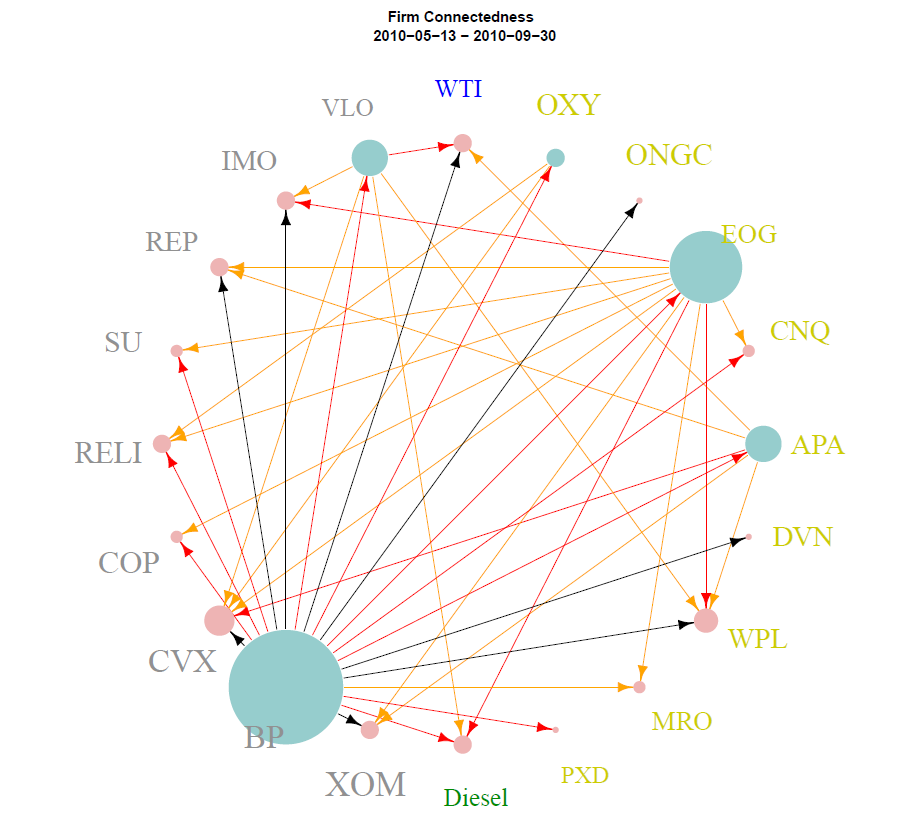 Firm Connectedness
2010−05−13 − 2010−09−30
WTI
OXY
VLO
ONGC
IMO
EOG
REP
CNQ
SU
APA
RELI
DVN
COP
WPL
CVX
MRO
BP
PXD
XOM
Diesel